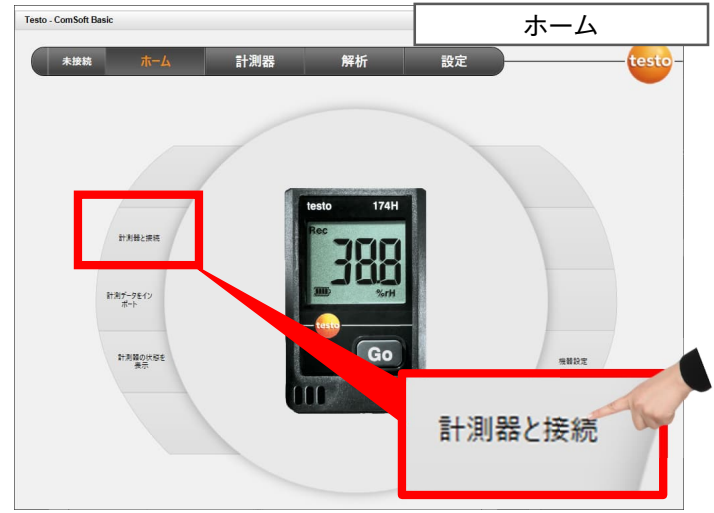 Testo - ComSoft Basic
ホーム
未接続 ホーム 計測器 解析 設定
testo
testo 174H
Rec
38.8
%rH
testo
Go
計測器と接続
計測データをイン
ポート
計測器の状態を
表示
機器設定
計測器と接続